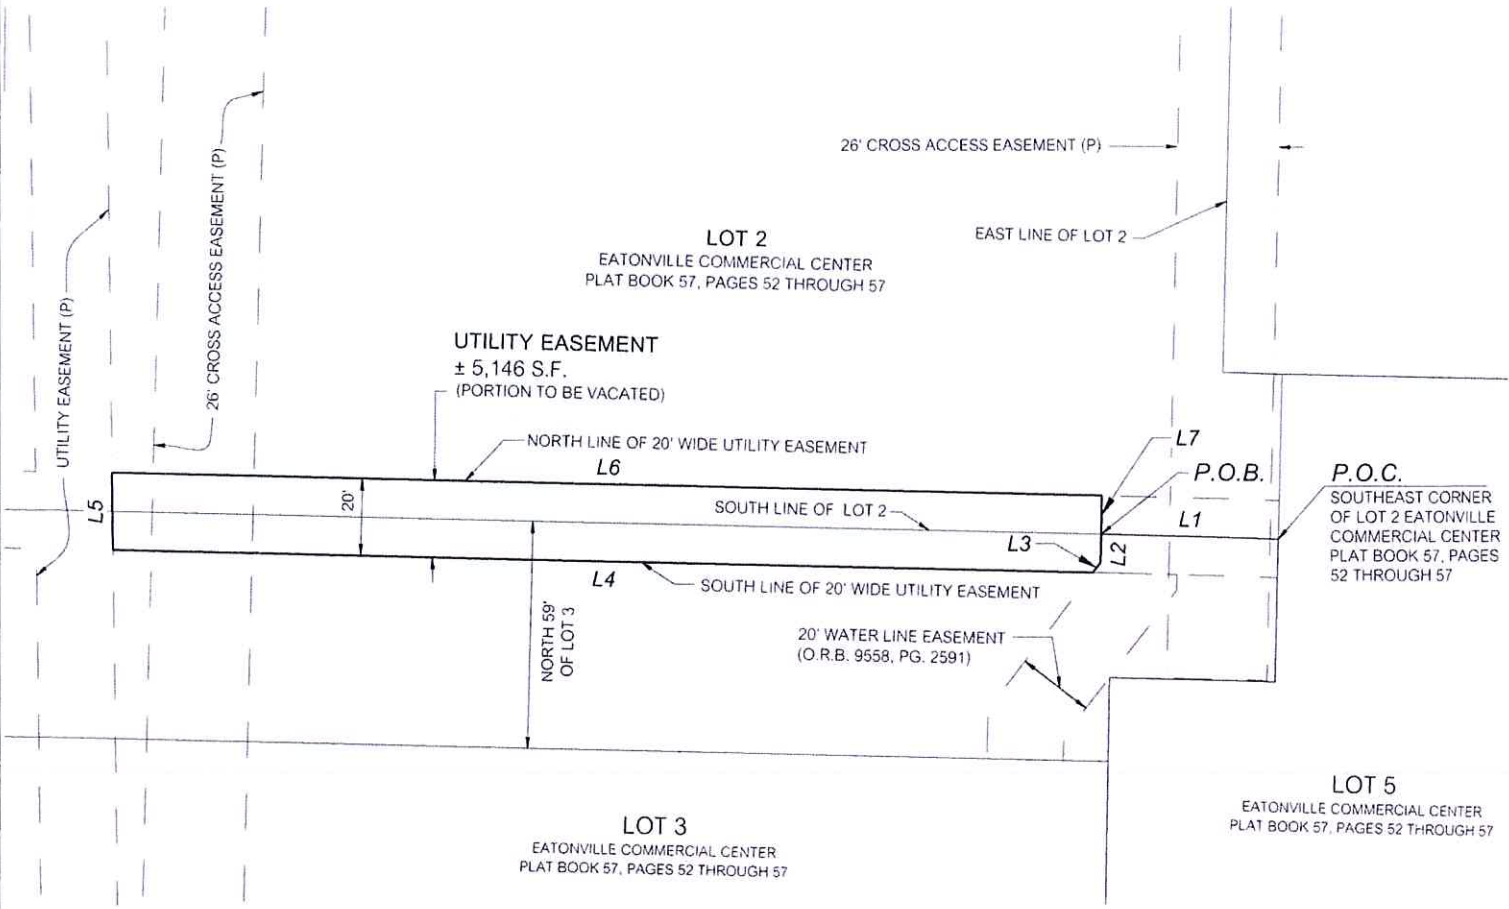 26' CROSS ACCESS EASEMENT (P)
EAST LINE OF LOT 2
LOT 2
EATONVILLE COMMERCIAL CENTER
PLAT BOOK 57, PAGES 52 THROUGH 57
26' CROSS ACCESS EASEMENT (P)
UTILITY EASEMENT (P)
UTILITY EASEMENT
± 5,146 S.F.
(PORTION TO BE VACATED)
NORTH LINE OF 20' WIDE UTILITY EASEMENT
L6
L7
P.O.B.
P.O.C.
SOUTHEAST CORNER
OF LOT 2 EATONVILLE
COMMERCIAL CENTER
PLAT BOOK 57, PAGES
52 THROUGH 57
L5
20'
SOUTH LINE OF LOT 2
L1
L3
L2
L4
SOUTH LINE OF 20' WIDE UTILITY EASEMENT
NORTH 59'
OF LOT 3
20' WATER LINE EASEMENT
(O.R.B. 9558, PG. 2591)
LOT 3
EATONVILLE COMMERCIAL CENTER
PLAT BOOK 57, PAGES 52 THROUGH 57
LOT 5
EATONVILLE COMMERCIAL CENTER
PLAT BOOK 57, PAGES 52 THROUGH 57